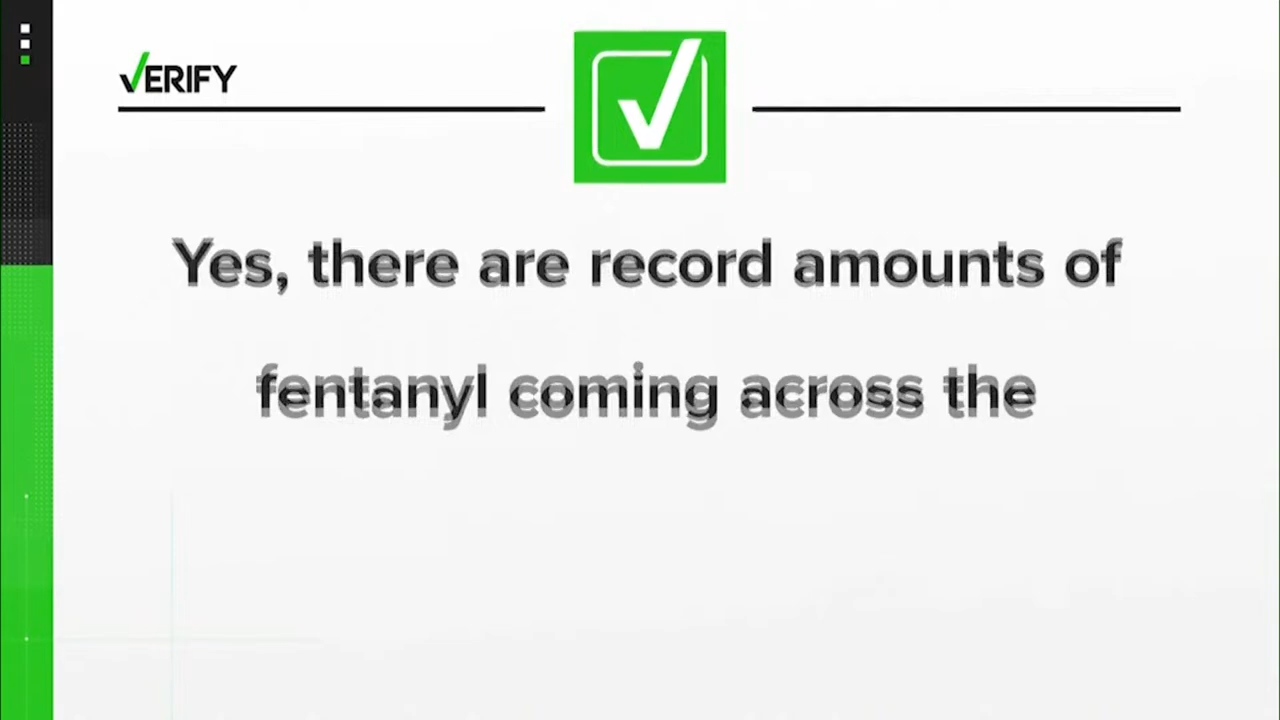 VERIFY
Yes, there are record amounts of
fentanyl coming across the